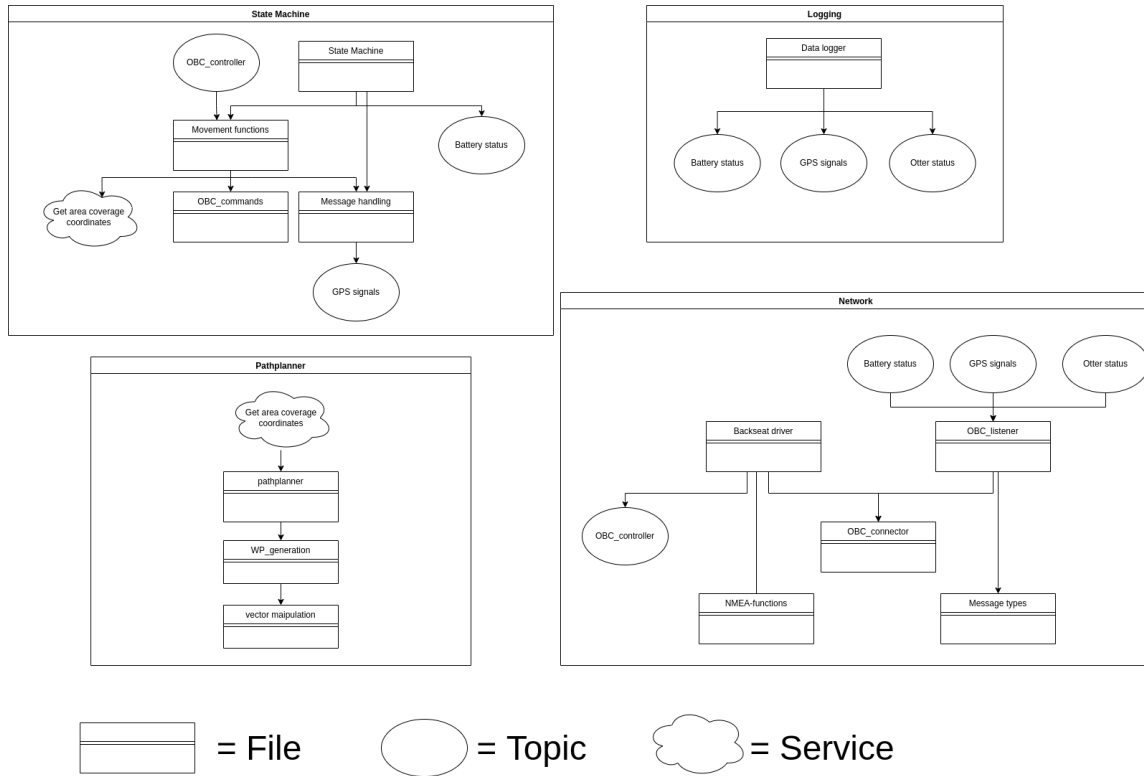 State Machine
OBC_controller
State Machine
Movement functions
Battery status
Get area coverage
coordinates
OBC_commands
Message handling
GPS signals
Logging
Data logger
Battery status
GPS signals
Otter status
Pathplanner
Get area coverage
coordinates
pathplanner
WP_generation
vector maipulation
Network
Battery status
GPS signals
Otter status
Backseat driver
OBC_listener
OBC_controller
OBC_connector
NMEA-functions
Message types
= File
= Topic
= Service